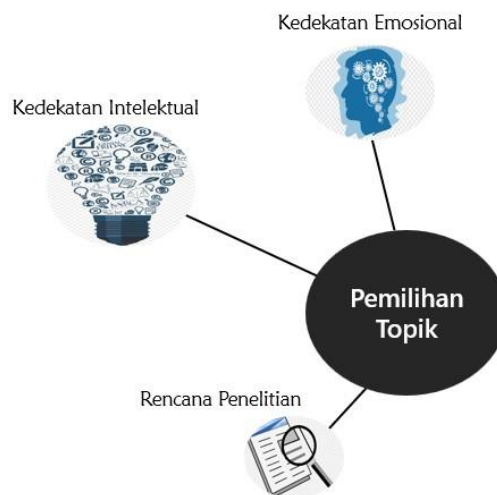 Kedekatan Emosional
Kedekatan Intelektual
Pemilihan
Topik
Rencana Penelitian